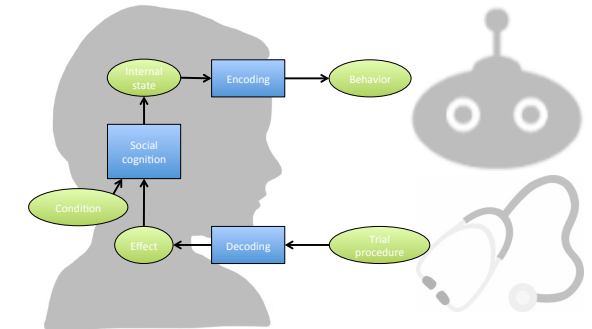 Internal
state
Encoding
Behavior
Social
cognition
Condition
Effect
Decoding
Trial
procedure